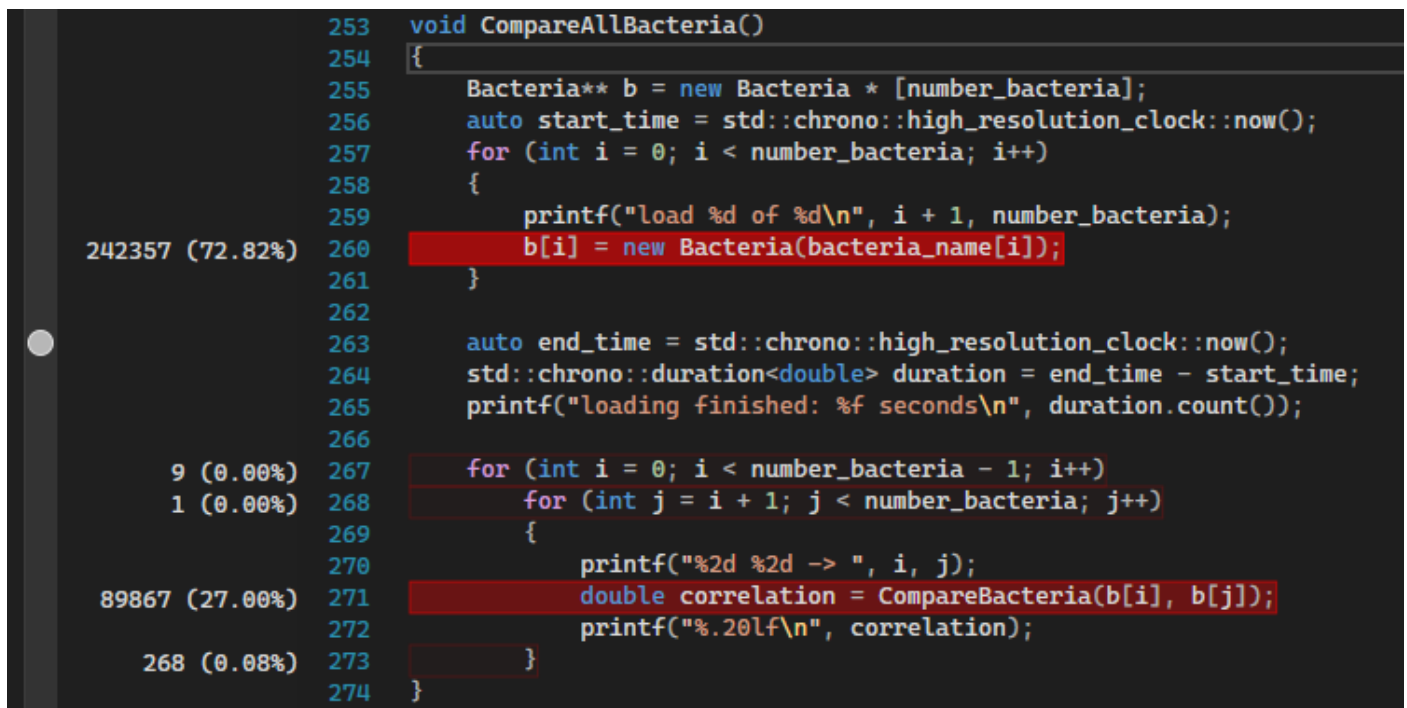 253 void CompareAllBacteria()
254 {
255 Bacteria** b = new Bacteria * [number_bacteria];
256 auto start_time = std::chrono::high_resolution_clock::now();
257 for (int i = 0; i < number_bacteria; i++)
258 {
259 printf("load %d of %d\n", i + 1, number_bacteria);
242357 (72.82%) 260 b[i] = new Bacteria(bacteria_name[i]);
261 }
262
263 auto end_time = std::chrono::high_resolution_clock::now();
264 std::chrono::duration<double> duration = end_time - start_time;
265 printf("loading finished: %f seconds\n", duration.count());
266
9 (0.00%) 267 for (int i = 0; i < number_bacteria - 1; i++)
1 (0.00%) 268 for (int j = i + 1; j < number_bacteria; j++)
269 {
270 printf("%2d %2d -> ", i, j);
89867 (27.00%) 271 double correlation = CompareBacteria(b[i], b[j]);
272 printf("%.20lf\n", correlation);
268 (0.08%) 273 }
274 }